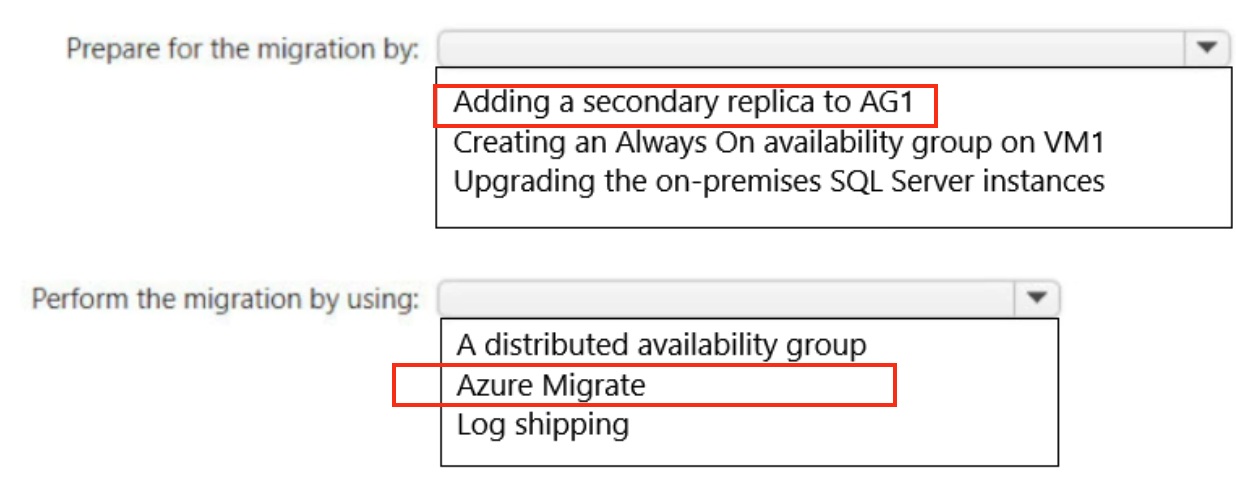 Prepare for the migration by:
Adding a secondary replica to AG1
Creating an Always On availability group on VM1
Upgrading the on-premises SQL Server instances
Perform the migration by using:
A distributed availability group
Azure Migrate
Log shipping